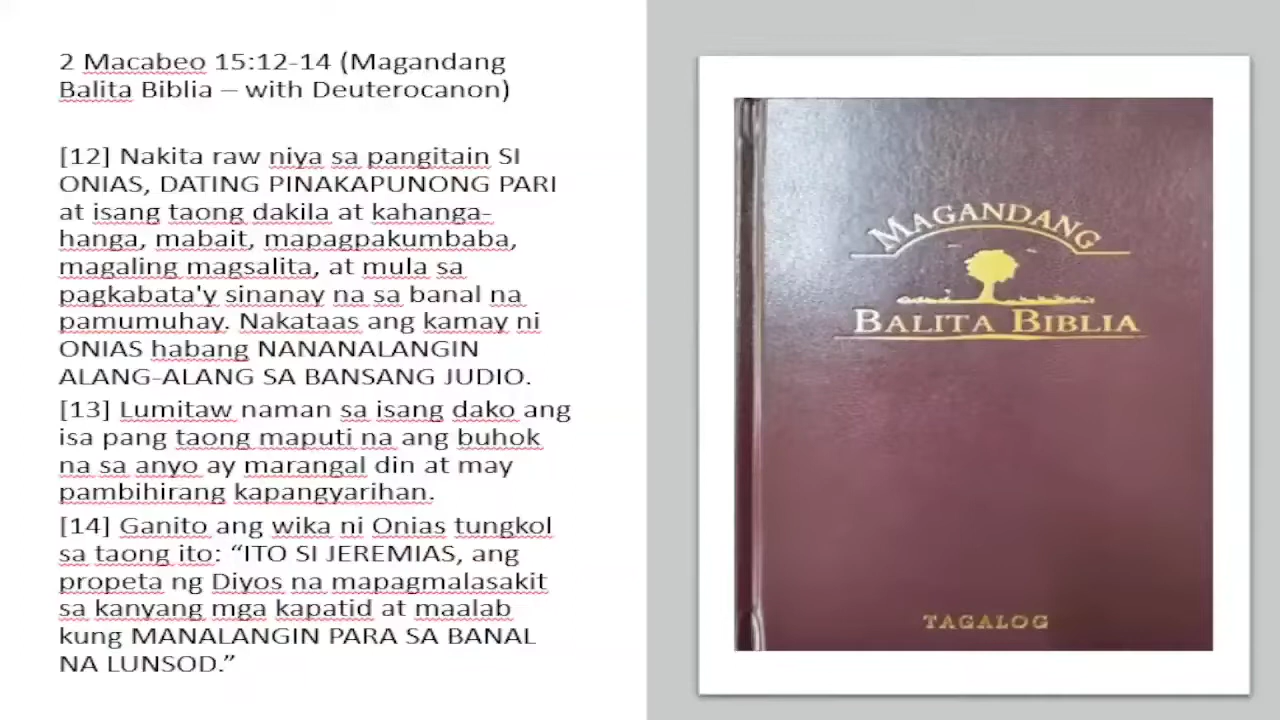 2 Macabeo 15:12-14 (Magandang
Balita Biblia – with Deuterocanon)
[12] Nakita raw niya sa pangitain SI
ONIAS, DATING PINAKAPUNONG PARI
at isang taong dakila at kahanga-
hanga, mabait, mapagpakumbaba,
magaling magsalita, at mula sa
pagkabata'y sinanay na sa banal na
pamumuhay. Nakataas ang kamay ni
ONIAS habang NANANALANGIN
ALANG-ALANG SA BANSANG JUDIO.
[13] Lumitaw naman sa isang dako ang
isa pang taong maputi na ang buhok
na sa anyo ay marangal din at may
pambihirang kapangyarihan.
[14] Ganito ang wika ni Onias tungkol
sa taong ito: “ITO SI JEREMIAS, ang
propeta ng Diyos na mapagmalasakit
sa kanyang mga kapatid at maalab
kung MANALANGIN PARA SA BANAL
NA LUNSOD.”
MAGANDANG
BALITA BIBLIA
TAGALOG